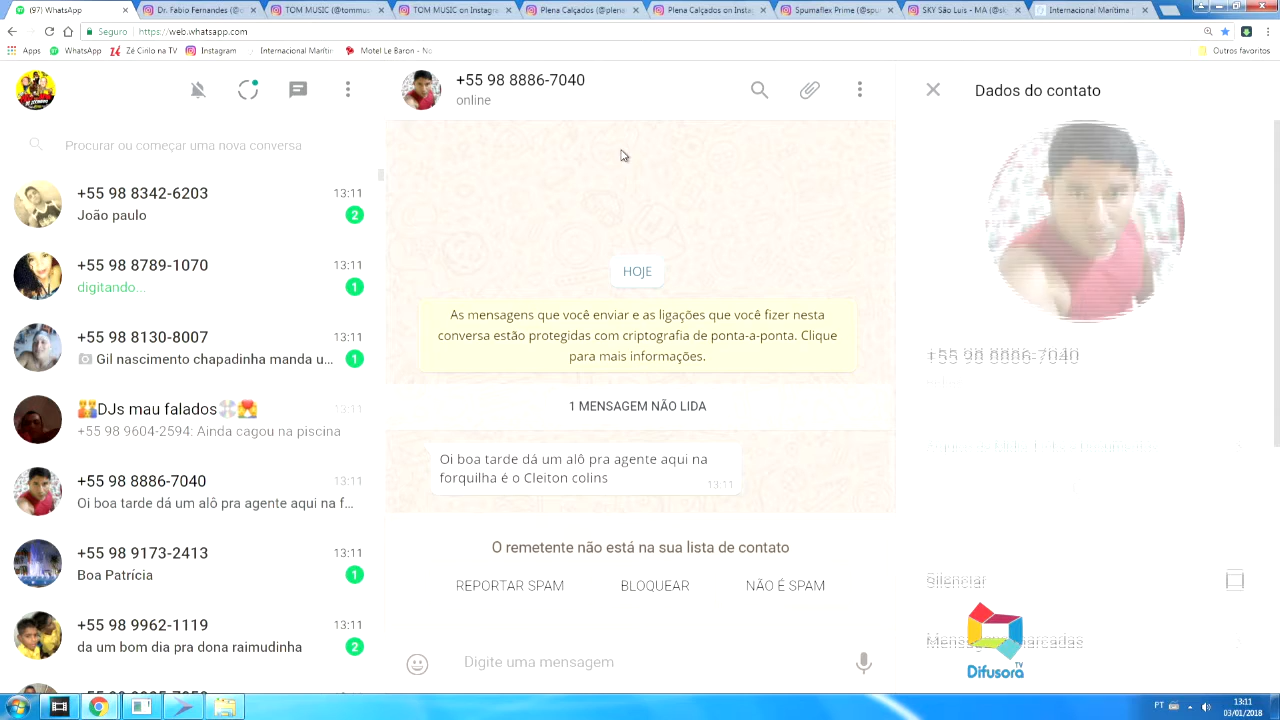 (97) WhatsApp
Dr. Fabio Fernandes (@
TOM MUSIC (@tommu
TOM MUSIC on Instagra
Plena Calçados (@plena
Plena Calçados on Insta
Spumaflex Prime (@spu
SKY São Luis - MA (@sk
Internacional Marítima
Seguro
https://web.whatsapp.com
Apps
WhatsApp
Zé Cirilo na TV
Instagram
Internacional Maríti
Motel Le Baron - No
Outros favoritos
Procurar ou começar uma nova conversa
+55 98 8342-6203
13:11
João paulo
2
+55 98 8789-1070
13:11
digitando...
1
+55 98 8130-8007
13:11
Gil nascimento chapadinha manda u...
1
DJs mau falados
13:11
+55 98 9604-2594: Ainda cagou na piscina
+55 98 8886-7040
13:11
Oi boa tarde dá um alô pra agente aqui na f...
+55 98 9173-2413
13:11
Boa Patrícia
1
+55 98 9962-1119
13:11
da um bom dia pra dona raimudinha
2
+55 98 8886-7040
online
HOJE
As mensagens que você enviar e as ligações que você fizer nesta
conversa estão protegidas com criptografia de ponta-a-ponta. Clique
para mais informações.
1 MENSAGEM NÃO LIDA
Oi boa tarde dá um alô pra agente aqui na
forquilha é o Cleiton colins
13:11
O remetente não está na sua lista de contato
REPORTAR SPAM
BLOQUEAR
NÃO É SPAM
Digite uma mensagem
Dados do contato
+55 98 8886-7040
Silenciar
Mensagens marcadas
TV
Difusora
PT
13:11
03/01/2018